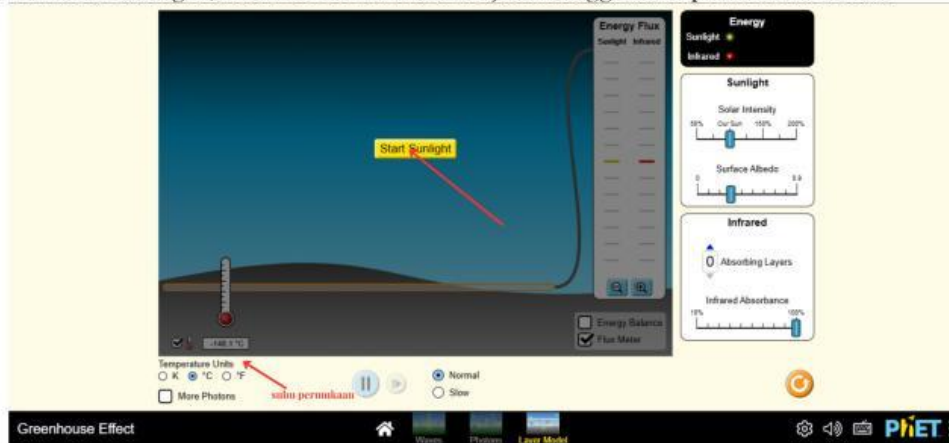 Energy Flux
Sunlight Infrared
Start Sunlight
Energy
Sunlight
Infrared
Sunlight
Solar Intensity
50% Our Sun 150% 200%
Surface Albedo
0 0.9
Infrared
0 Absorbing Layers
Infrared Absorbance
10% 100%
Energy Balance
Flux Meter
Temperature Units
K °C °F
More Photons
suhu permukaan
Normal
Slow
Greenhouse Effect
Waves Photons Layer Model
PhET